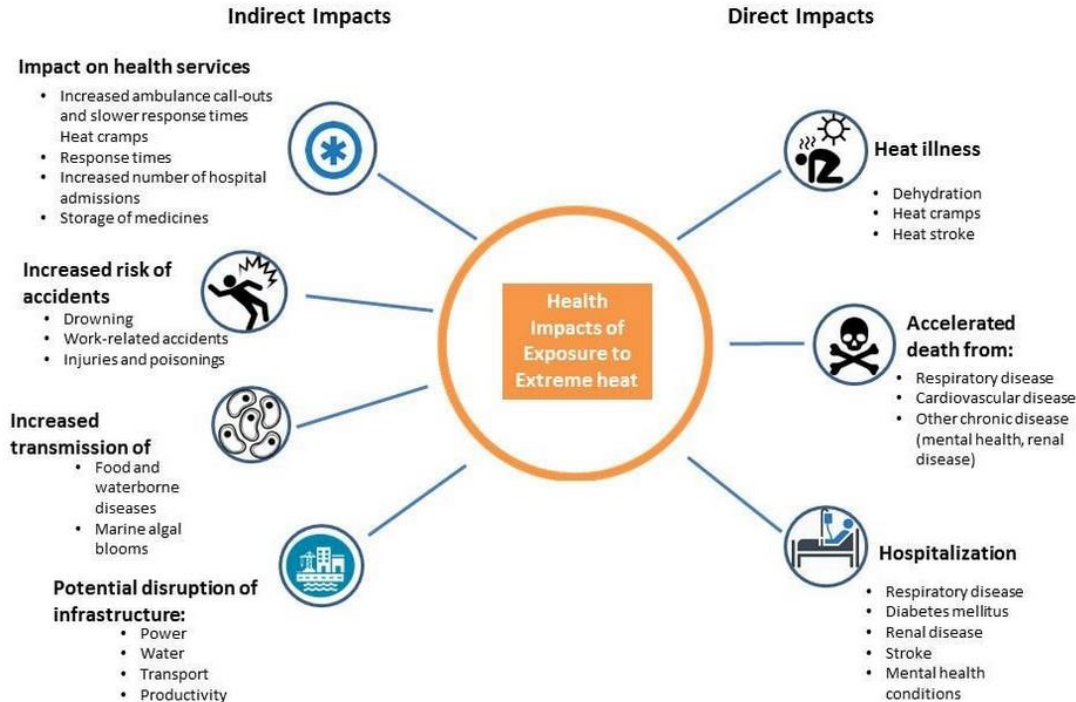 Indirect Impacts
Impact on health services
• Increased ambulance call-outs
and slower response times
Heat cramps
• Response times
• Increased number of hospital
admissions
• Storage of medicines
Increased risk of
accidents
• Drowning
• Work-related accidents
• Injuries and poisonings
Increased
transmission of
• Food and
waterborne
diseases
• Marine algal
blooms
Potential disruption of
infrastructure:
• Power
• Water
• Transport
• Productivity
Health
Impacts of
Exposure to
Extreme heat
Direct Impacts
Heat illness
• Dehydration
• Heat cramps
• Heat stroke
Accelerated
death from:
• Respiratory disease
• Cardiovascular disease
• Other chronic disease
(mental health, renal
disease)
Hospitalization
• Respiratory disease
• Diabetes mellitus
• Renal disease
• Stroke
• Mental health
conditions